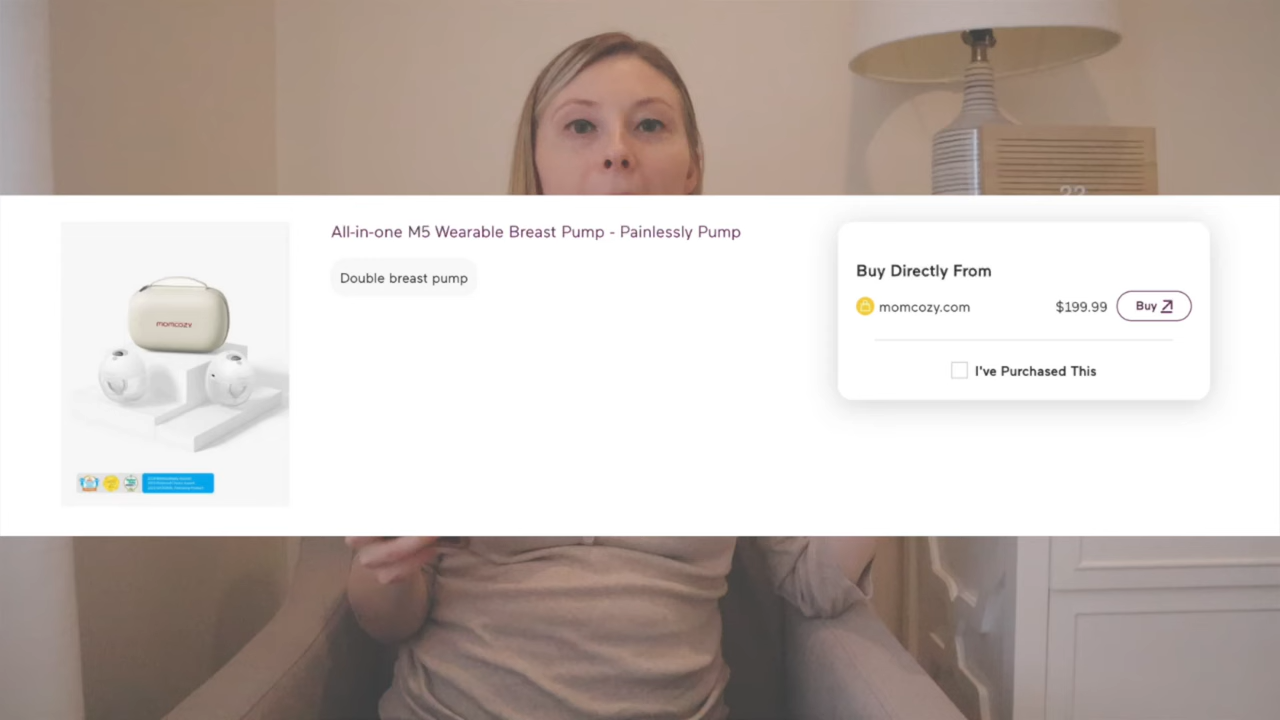 22
All-in-one M5 Wearable Breast Pump - Painlessly Pump
Double breast pump
momcozy
Buy Directly From
momcozy.com
$199.99
Buy
I've Purchased This